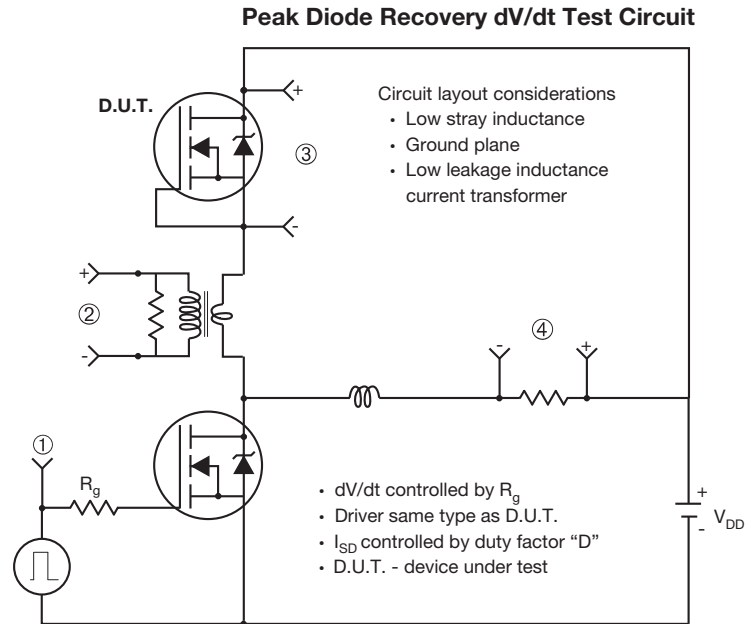 Peak Diode Recovery dV/dt Test Circuit
D.U.T.
+
Circuit layout considerations
• Low stray inductance
③
• Ground plane
• Low leakage inductance
current transformer
-
+
②
-
④
-
+
①
Rg
• dV/dt controlled by Rg
• Driver same type as D.U.T.
• ISD controlled by duty factor “D”
• D.U.T. - device under test
+
VDD
-